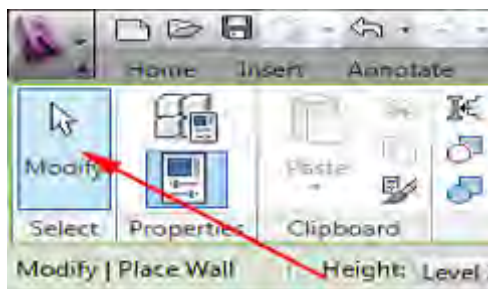 Home Insert Annotate
Modify
Paste
Select Properties Clipboard
Modify | Place Wall Height: Level